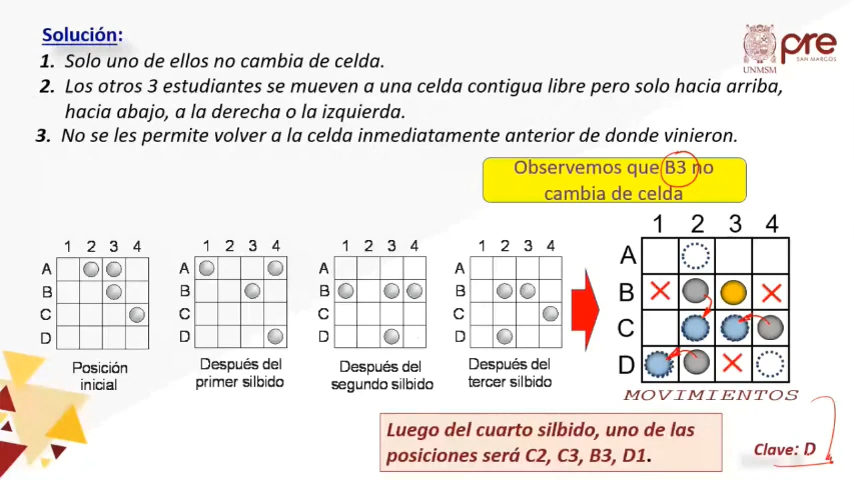 Solución:
1. Solo uno de ellos no cambia de celda.
2. Los otros 3 estudiantes se mueven a una celda contigua libre pero solo hacia arriba,
hacia abajo, a la derecha o la izquierda.
3. No se les permite volver a la celda inmediatamente anterior de donde vinieron.
UNMSM
pre
SAN MARCOS
Observemos que B3 no
cambia de celda
1 2 3 4
A
B
C
D
Posición
inicial
1 2 3 4
A
B
C
D
Después del
primer silbido
1 2 3 4
A
B
C
D
Después del
segundo silbido
1 2 3 4
A
B
C
D
Después del
tercer silbido
1 2 3 4
A
B
C
D
MOVIMIENTOS
Luego del cuarto silbido, uno de las
posiciones será C2, C3, B3, D1.
Clave: D